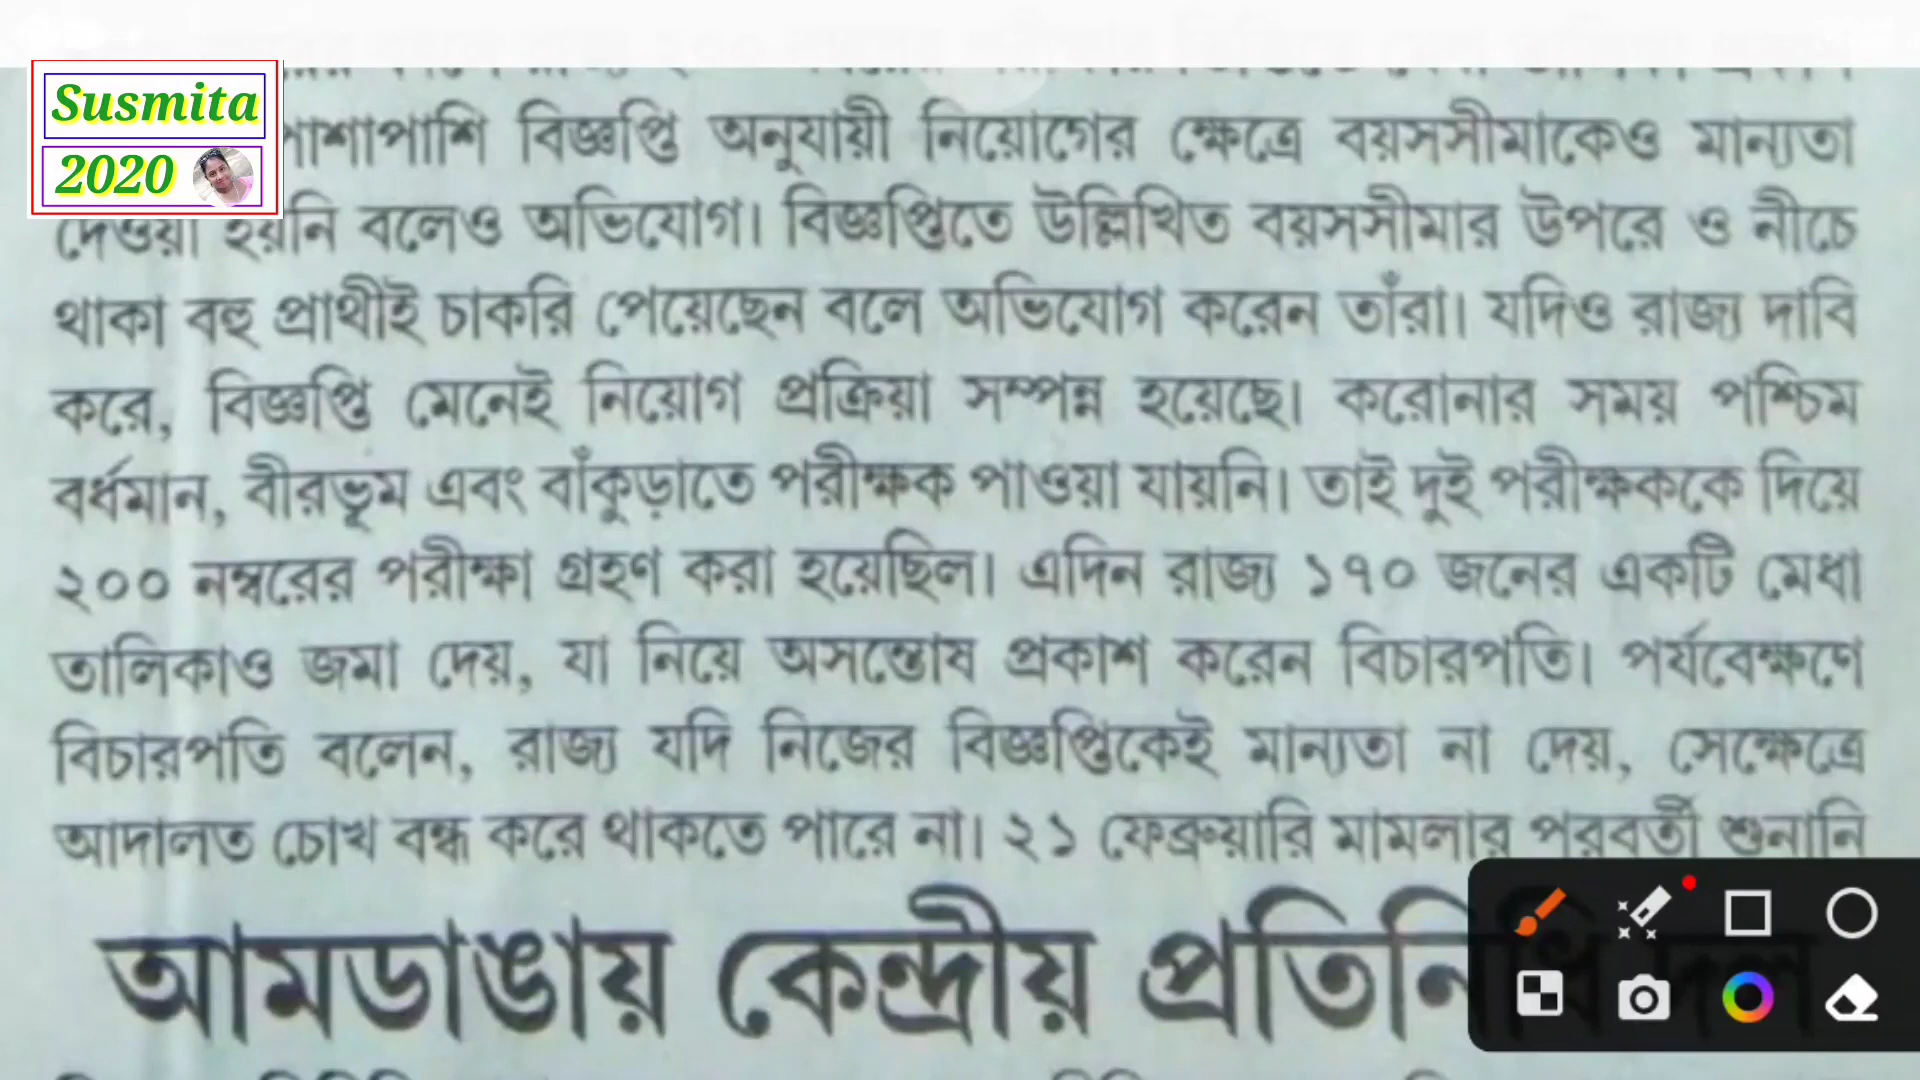 Susmita
2020
পাশাপাশি বিজ্ঞপ্তি অনুযায়ী নিয়োগের ক্ষেত্রে বয়সসীমাকেও মান্যতা
দেওয়া হয়নি বলেও অভিযোগ। বিজ্ঞপ্তিতে উল্লিখিত বয়সসীমার উপরে ও নীচে
থাকা বহু প্রার্থীই চাকরি পেয়েছেন বলে অভিযোগ করেন তাঁরা। যদিও রাজ্য দাবি
করে, বিজ্ঞপ্তি মেনেই নিয়োগ প্রক্রিয়া সম্পন্ন হয়েছে। করোনার সময় পশ্চিম
বর্ধমান, বীরভূম এবং বাঁকুড়াতে পরীক্ষক পাওয়া যায়নি। তাই দুই পরীক্ষককে দিয়ে
২০০ নম্বরের পরীক্ষা গ্রহণ করা হয়েছিল। এদিন রাজ্য ১৭০ জনের একটি মেধা
তালিকাও জমা দেয়, যা নিয়ে অসন্তোষ প্রকাশ করেন বিচারপতি। পর্যবেক্ষণে
বিচারপতি বলেন, রাজ্য যদি নিজের বিজ্ঞপ্তিকেই মান্যতা না দেয়, সেক্ষেত্রে
আদালত চোখ বন্ধ করে থাকতে পারে না। ২১ ফেব্রুয়ারি মামলার পরবর্তী শুনানি
আমডাঙায় কেন্দ্রীয় প্রতিনিধি দল